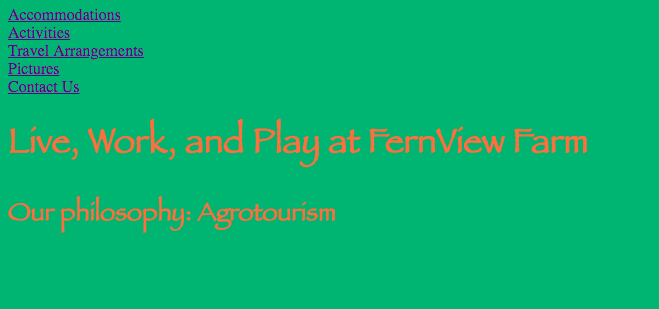 Accommodations
Activities
Travel Arrangements
Pictures
Contact Us
Live, Work, and Play at FernView Farm
Our philosophy: Agrotourism